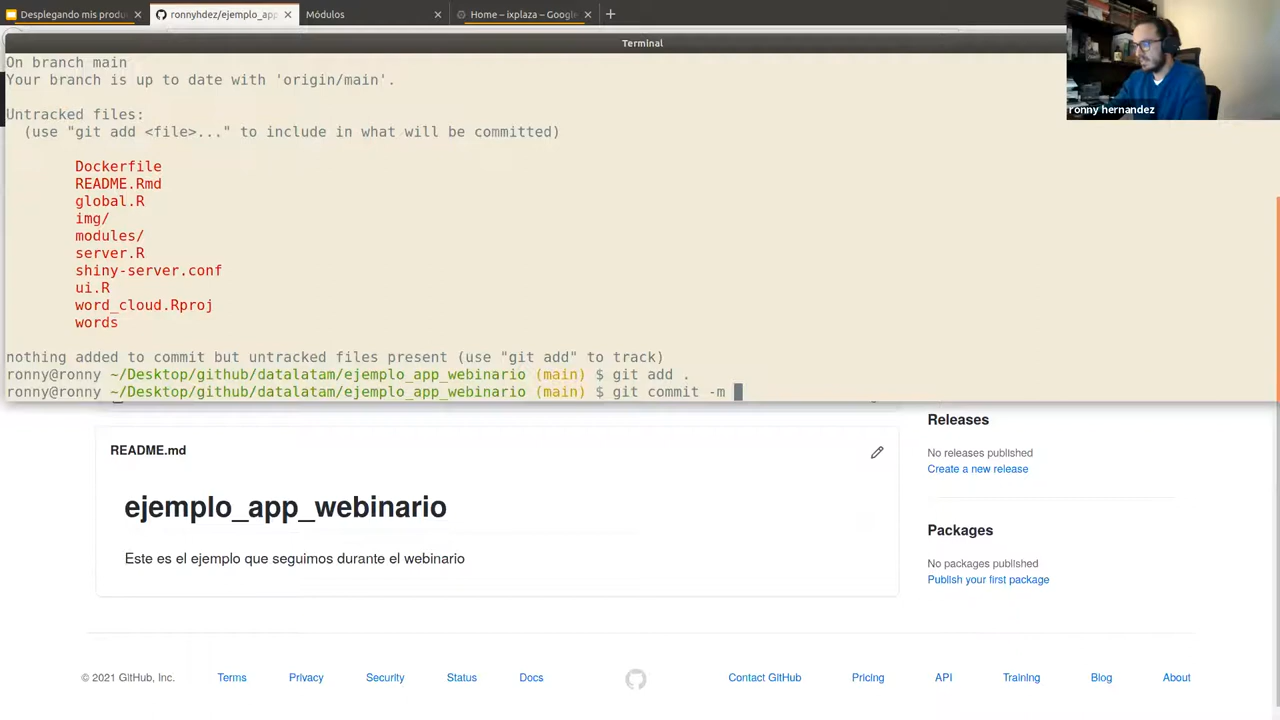 Desplegando mis produ
ronnyhdez/ejemplo_app
Módulos
Home – ixplaza – Google
Terminal
On branch main
Your branch is up to date with 'origin/main'.
Untracked files:
(use "git add <file>..." to include in what will be committed)
Dockerfile
README.Rmd
global.R
img/
modules/
server.R
shiny-server.conf
ui.R
word_cloud.Rproj
words
nothing added to commit but untracked files present (use "git add" to track)
ronny@ronny ~/Desktop/github/datalatam/ejemplo_app_webinario (main) $ git add .
ronny@ronny ~/Desktop/github/datalatam/ejemplo_app_webinario (main) $ git commit -m
ronny hernandez
README.md
ejemplo_app_webinario
Este es el ejemplo que seguimos durante el webinario
Releases
No releases published
Create a new release
Packages
No packages published
Publish your first package
© 2021 GitHub, Inc.
Terms
Privacy
Security
Status
Docs
Contact GitHub
Pricing
API
Training
Blog
About